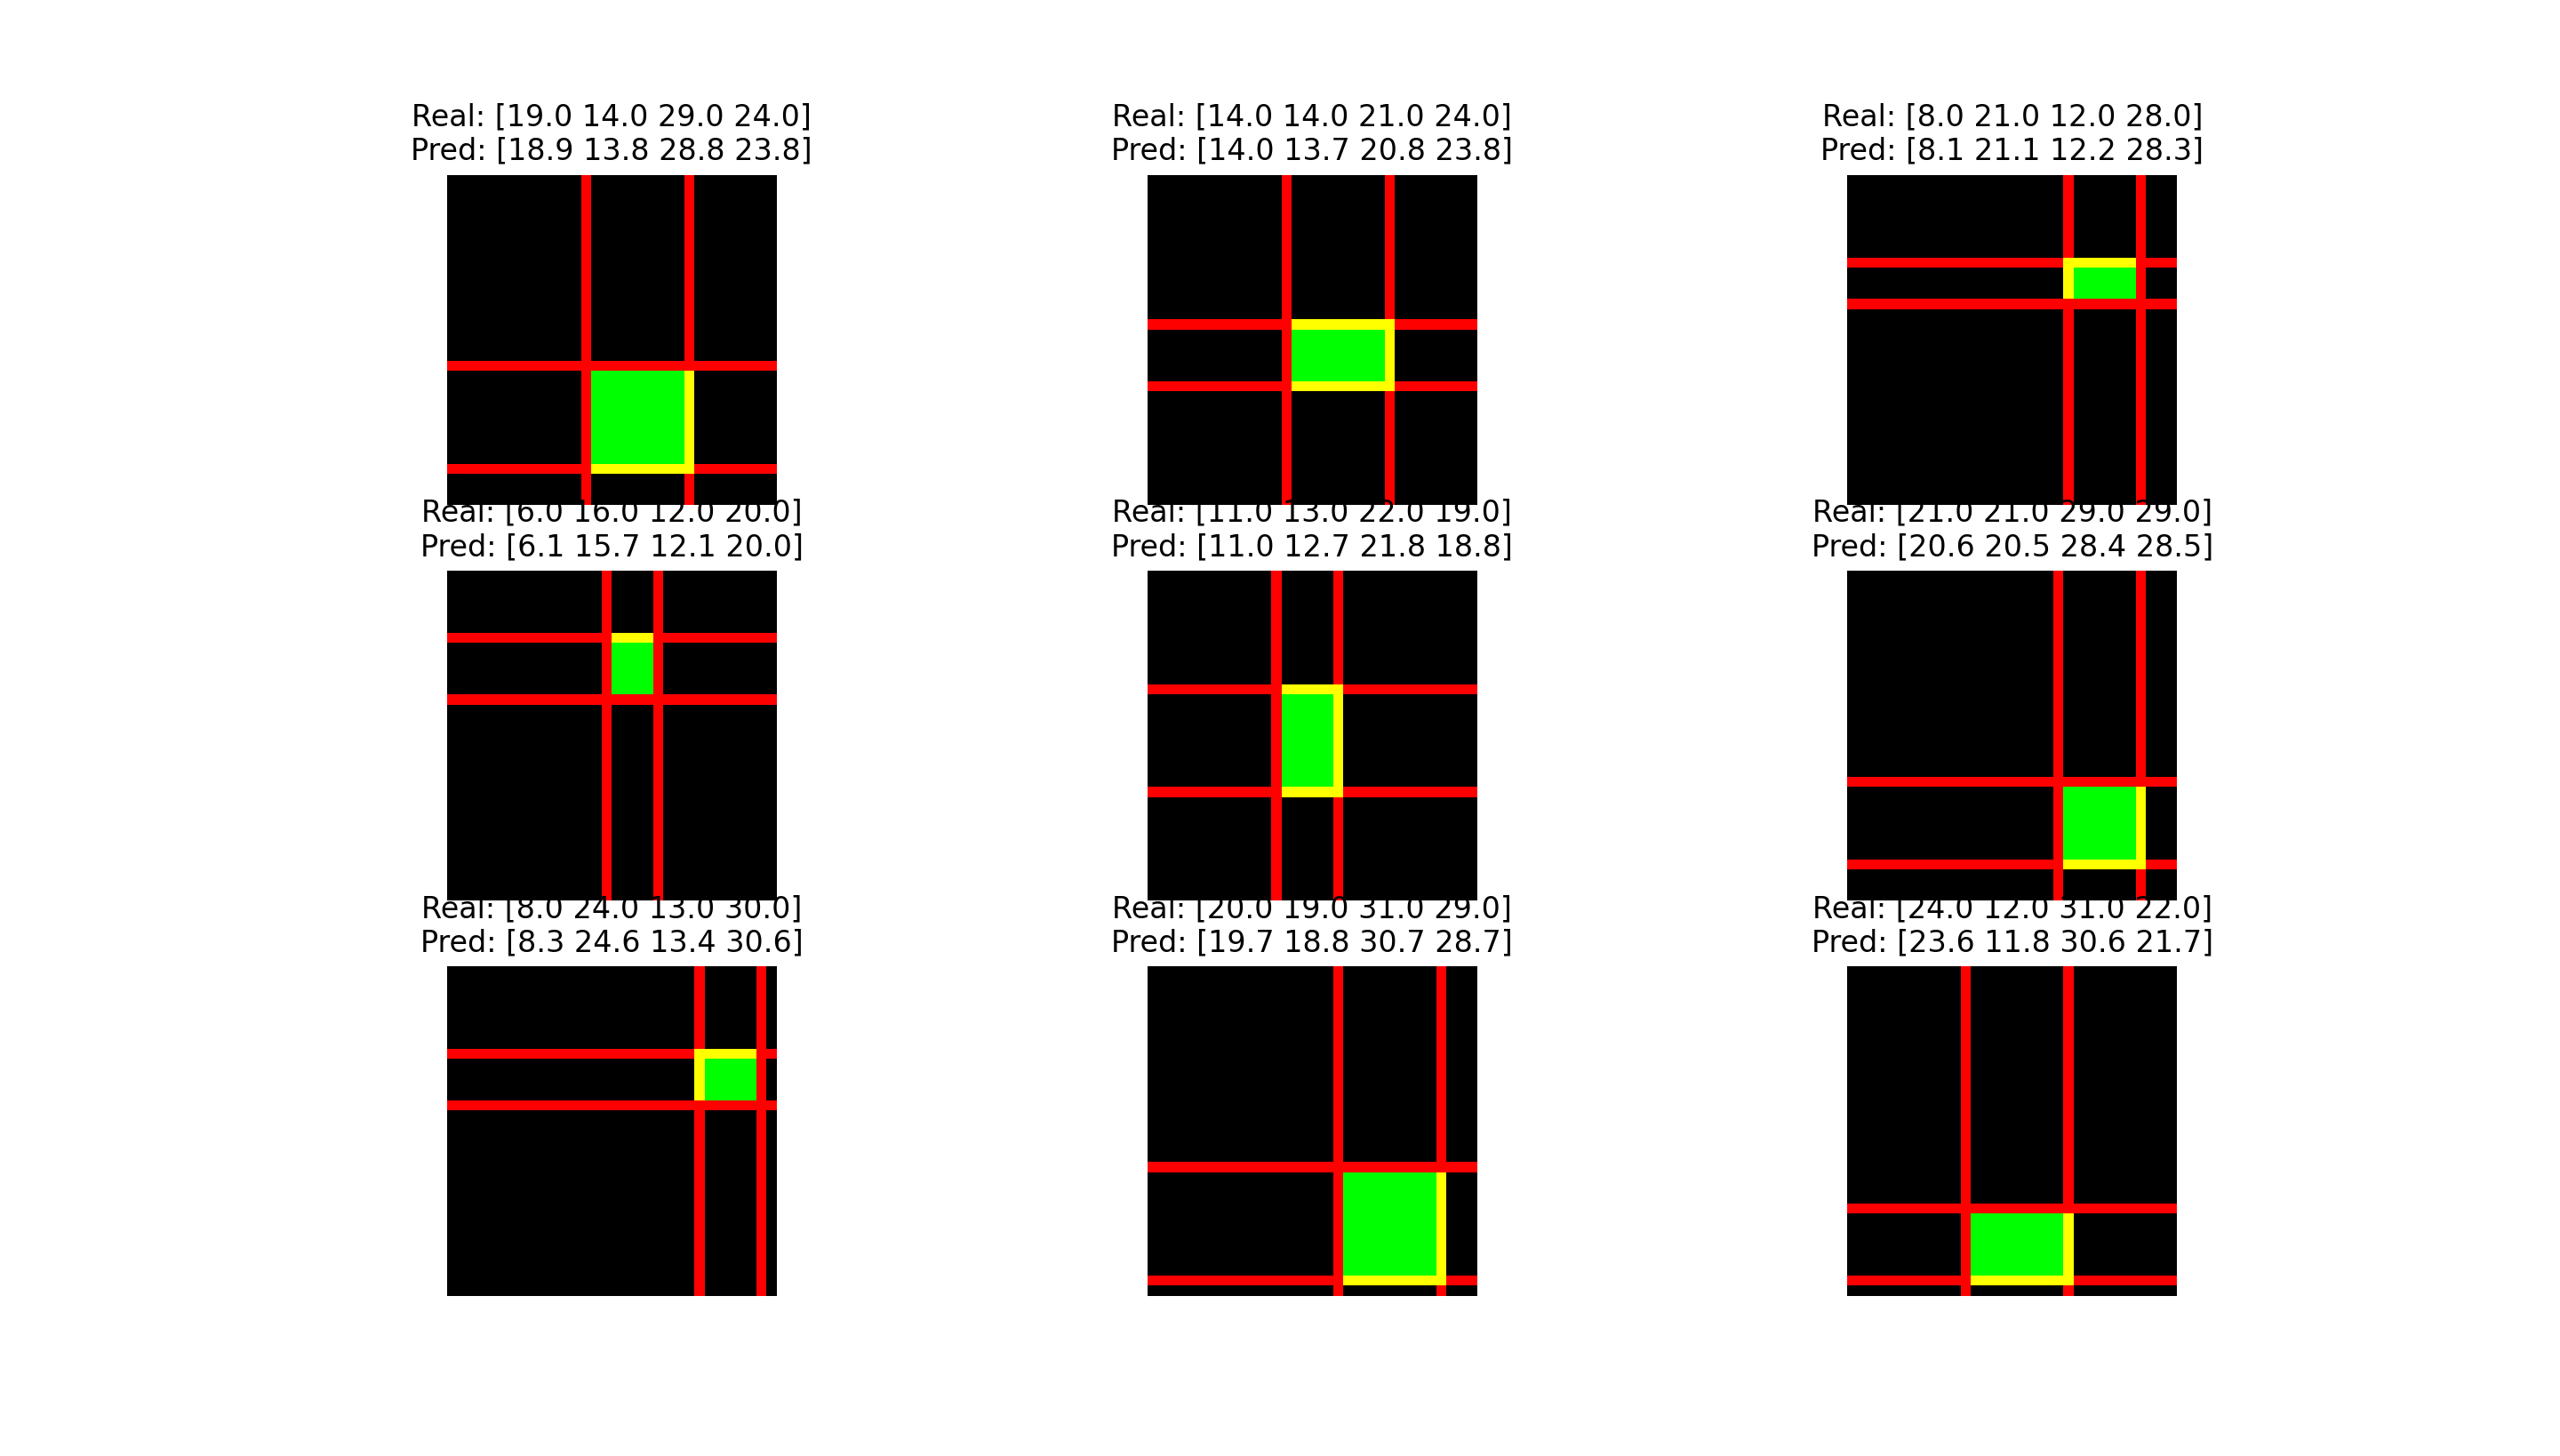 Real: [19.0 14.0 29.0 24.0]
Pred: [18.9 13.8 28.8 23.8]
Real: [14.0 14.0 21.0 24.0]
Pred: [14.0 13.7 20.8 23.8]
Real: [8.0 21.0 12.0 28.0]
Pred: [8.1 21.1 12.2 28.3]
Real: [6.0 16.0 12.0 20.0]
Pred: [6.1 15.7 12.1 20.0]
Real: [11.0 13.0 22.0 19.0]
Pred: [11.0 12.7 21.8 18.8]
Real: [21.0 21.0 29.0 29.0]
Pred: [20.6 20.5 28.4 28.5]
Real: [8.0 24.0 13.0 30.0]
Pred: [8.3 24.6 13.4 30.6]
Real: [20.0 19.0 31.0 29.0]
Pred: [19.7 18.8 30.7 28.7]
Real: [24.0 12.0 31.0 22.0]
Pred: [23.6 11.8 30.6 21.7]